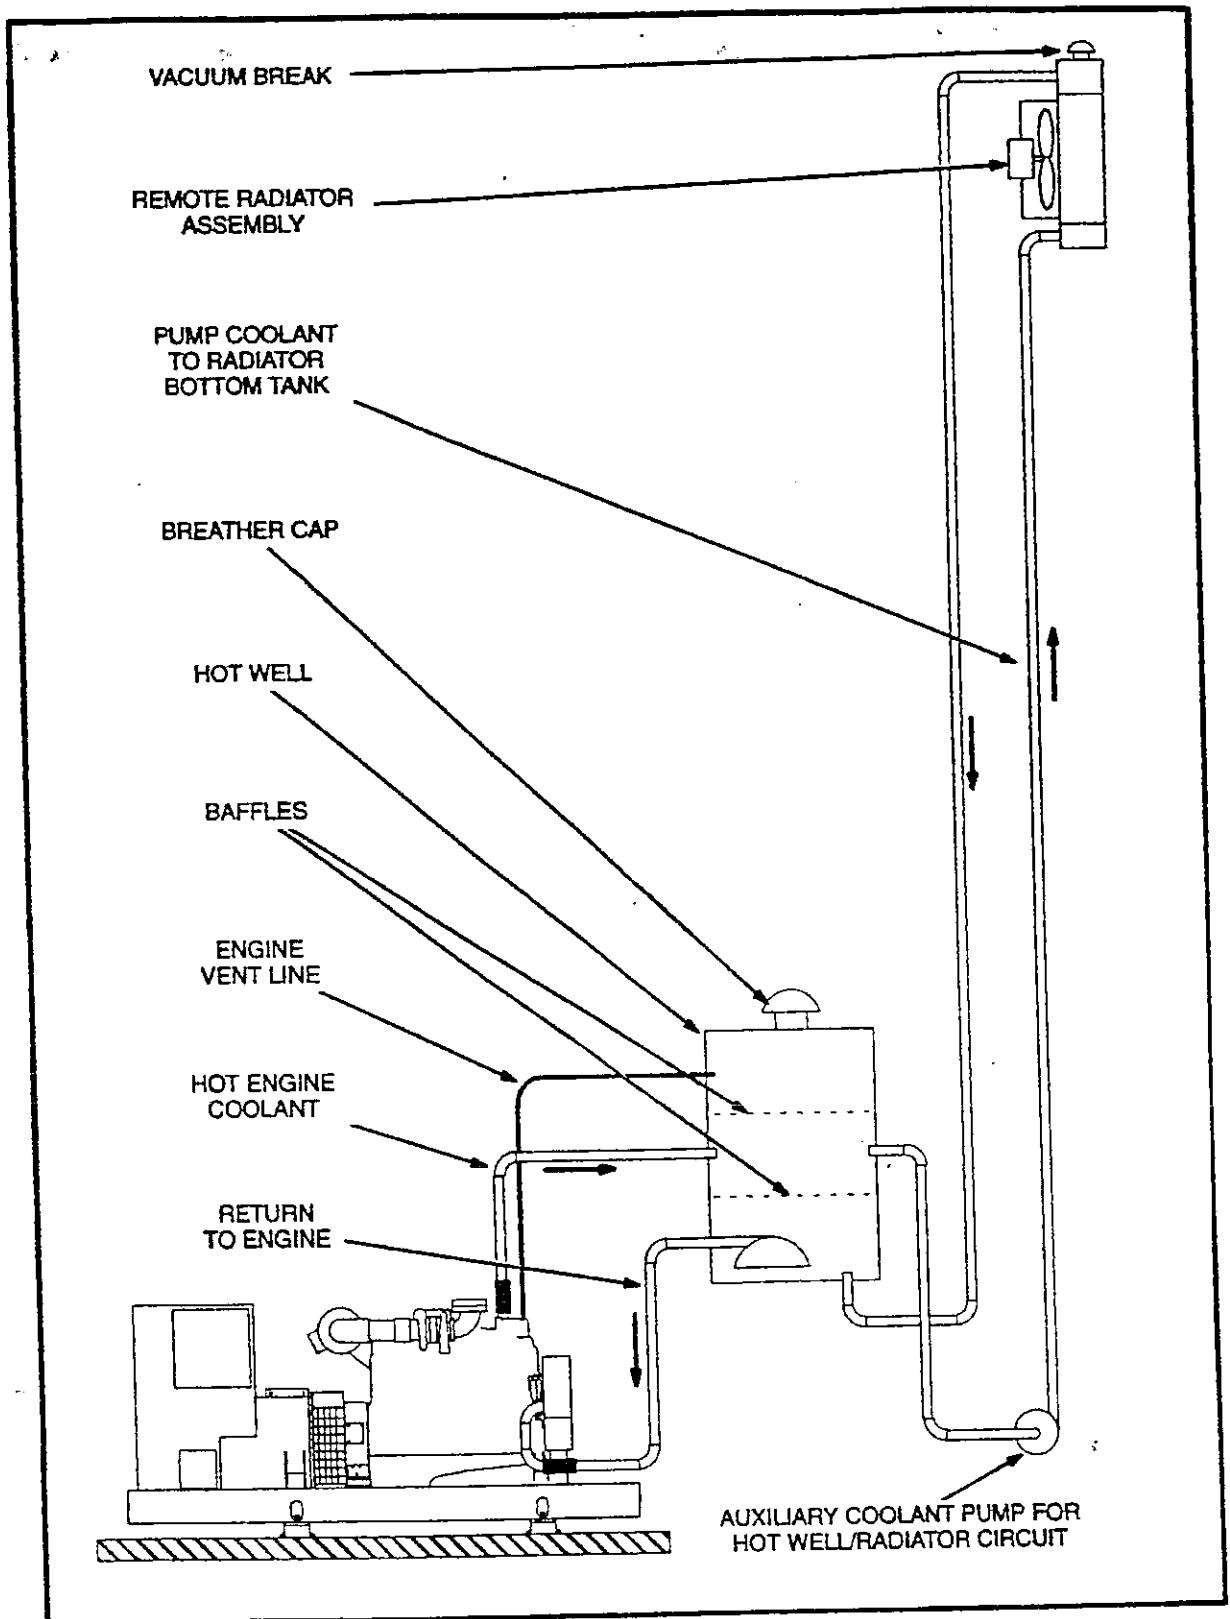 VACUUM BREAK
REMOTE RADIATOR
ASSEMBLY
PUMP COOLANT
TO RADIATOR
BOTTOM TANK
BREATHER CAP
HOT WELL
BAFFLES
ENGINE
VENT LINE
HOT ENGINE
COOLANT
RETURN
TO ENGINE
AUXILIARY COOLANT PUMP FOR
HOT WELL/RADIATOR CIRCUIT